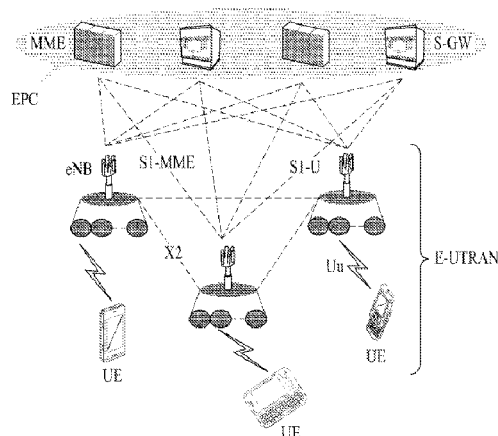 MME
S-GW
EPC
eNB
S1-MME
S1-U
X2
Uu
E-UTRAN
UE
UE
UE